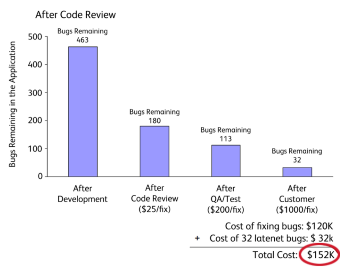 After Code Review
Bugs Remaining in the Application
500
400
300
200
100
0
Bugs Remaining
463
Bugs Remaining
180
Bugs Remaining
113
Bugs Remaining
32
After
Development
After
Code Review
($25/fix)
After
QA/Test
($200/fix)
After
Customer
($1000/fix)
Cost of fixing bugs: $120K
+ Cost of 32 latenet bugs: $ 32k
Total Cost: $152K